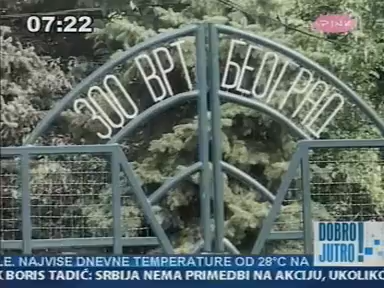 07:22
PINK
ЗОО ВРТ БЕОГРАД
DOBRO
JUTRO!
LE. NAJVISE DNEVNE TEMPERATURE OD 28°C NA
K BORIS TADIĆ: SRBIJA NEMA PRIMEDBI NA AKCIJU, UKOLIKO